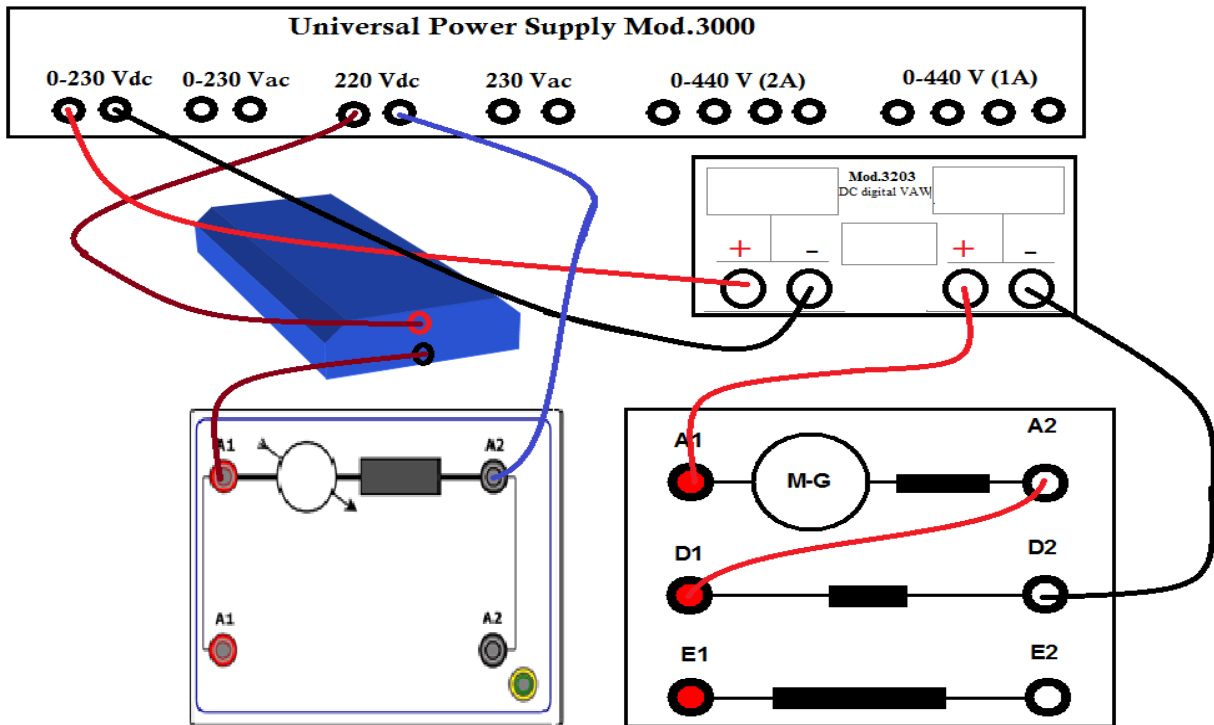 Universal Power Supply Mod.3000
0-230 Vdc 0-230 Vac 220 Vdc 230 Vac 0-440 V (2A) 0-440 V (1A)
Mod.3203
DC digital VAW
+ - + -
A1 A2
A1 A2
A1 A2
M-G
D1 D2
E1 E2